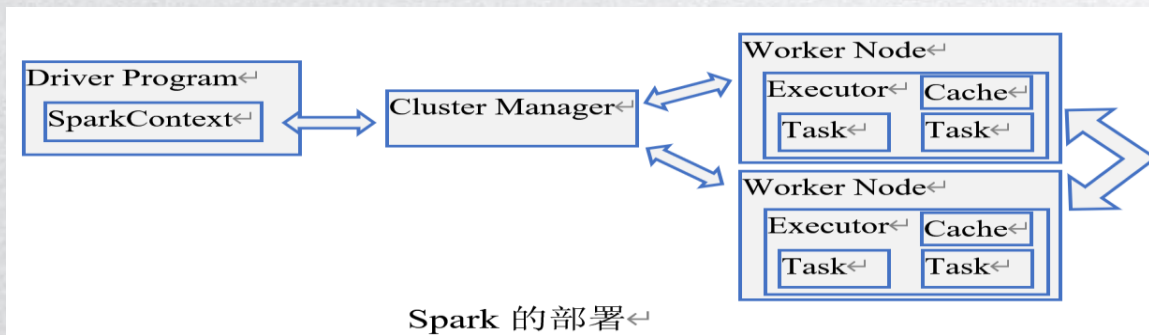 Driver Program
SparkContext
Cluster Manager
Worker Node
Executor
Cache
Task
Task
Worker Node
Executor
Cache
Task
Task
Spark 的部署